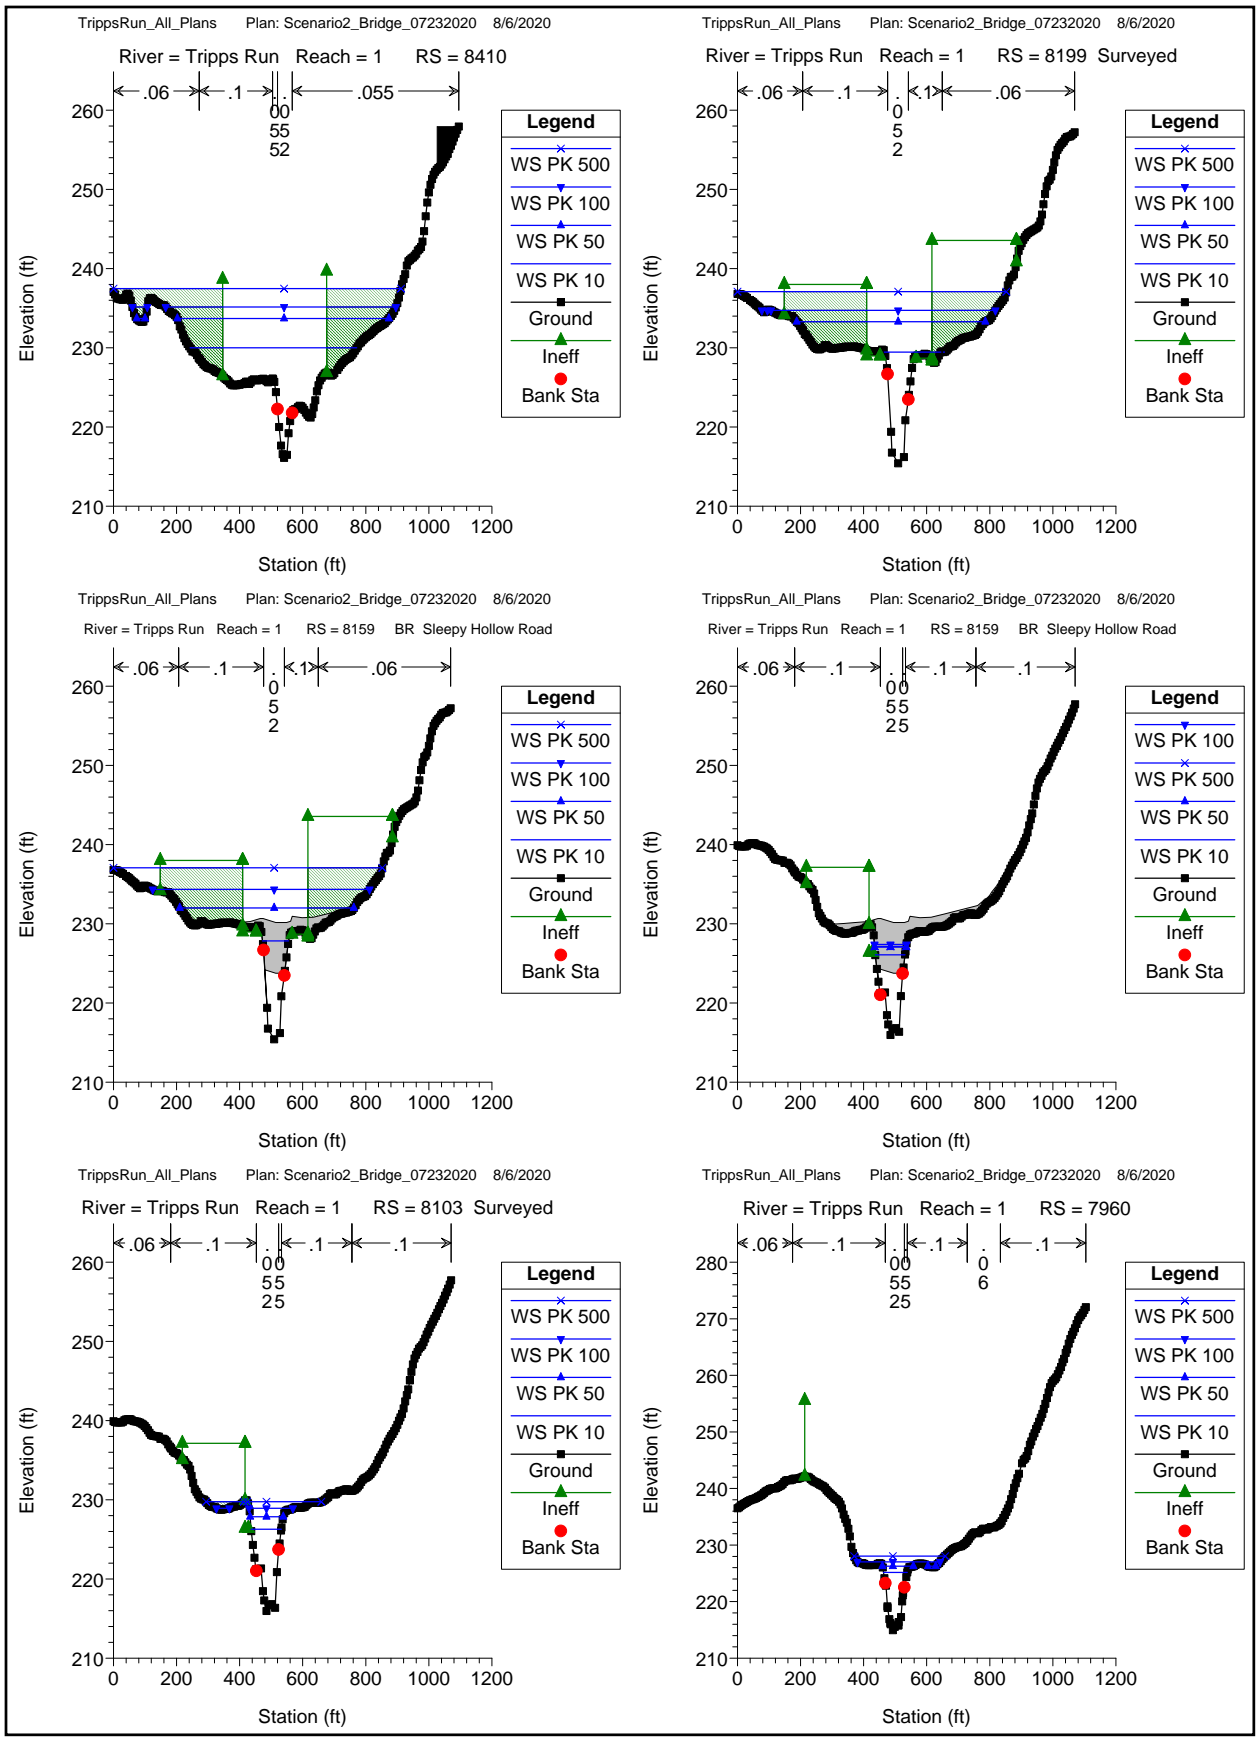 TrippsRun_All_Plans Plan: Scenario2_Bridge_07232020 8/6/2020
River = Tripps Run Reach = 1 RS = 8410
.06 .1 . . .055
00
55
52
260
250
240
230
220
210
0 200 400 600 800 1000 1200
Station (ft)
Elevation (ft)
Legend
WS PK 500
WS PK 100
WS PK 50
WS PK 10
Ground
Ineff
Bank Sta
TrippsRun_All_Plans Plan: Scenario2_Bridge_07232020 8/6/2020
River = Tripps Run Reach = 1 RS = 8199 Surveyed
.06 .1 . .1 .06
0
5
2
260
250
240
230
220
210
0 200 400 600 800 1000 1200
Station (ft)
Elevation (ft)
Legend
WS PK 500
WS PK 100
WS PK 50
WS PK 10
Ground
Ineff
Bank Sta
TrippsRun_All_Plans Plan: Scenario2_Bridge_07232020 8/6/2020
River = Tripps Run Reach = 1 RS = 8159 BR Sleepy Hollow Road
.06 .1 . .1 .06
0
5
2
260
250
240
230
220
210
0 200 400 600 800 1000 1200
Station (ft)
Elevation (ft)
Legend
WS PK 500
WS PK 100
WS PK 50
WS PK 10
Ground
Ineff
Bank Sta
TrippsRun_All_Plans Plan: Scenario2_Bridge_07232020 8/6/2020
River = Tripps Run Reach = 1 RS = 8159 BR Sleepy Hollow Road
.06 .1 . . .1 .1
00
55
25
260
250
240
230
220
210
0 200 400 600 800 1000 1200
Station (ft)
Elevation (ft)
Legend
WS PK 100
WS PK 500
WS PK 50
WS PK 10
Ground
Ineff
Bank Sta
TrippsRun_All_Plans Plan: Scenario2_Bridge_07232020 8/6/2020
River = Tripps Run Reach = 1 RS = 8103 Surveyed
.06 .1 . . .1 .1
00
55
25
260
250
240
230
220
210
0 200 400 600 800 1000 1200
Station (ft)
Elevation (ft)
Legend
WS PK 500
WS PK 100
WS PK 50
WS PK 10
Ground
Ineff
Bank Sta
TrippsRun_All_Plans Plan: Scenario2_Bridge_07232020 8/6/2020
River = Tripps Run Reach = 1 RS = 7960
.06 .1 . . .1 . .1
00 0
55 6
25
280
270
260
250
240
230
220
210
0 200 400 600 800 1000 1200
Station (ft)
Elevation (ft)
Legend
WS PK 500
WS PK 100
WS PK 50
WS PK 10
Ground
Ineff
Bank Sta